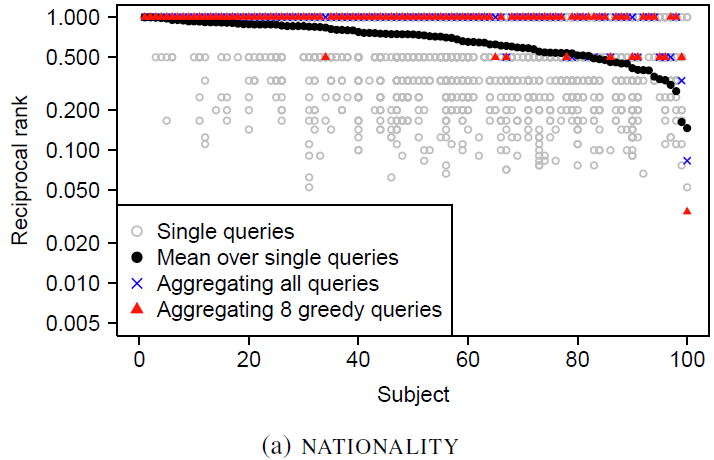 Reciprocal rank
1.000
0.500
0.200
0.100
0.050
0.020
0.010
0.005
Single queries
Mean over single queries
Aggregating all queries
Aggregating 8 greedy queries
0 20 40 60 80 100
Subject
(a) NATIONALITY